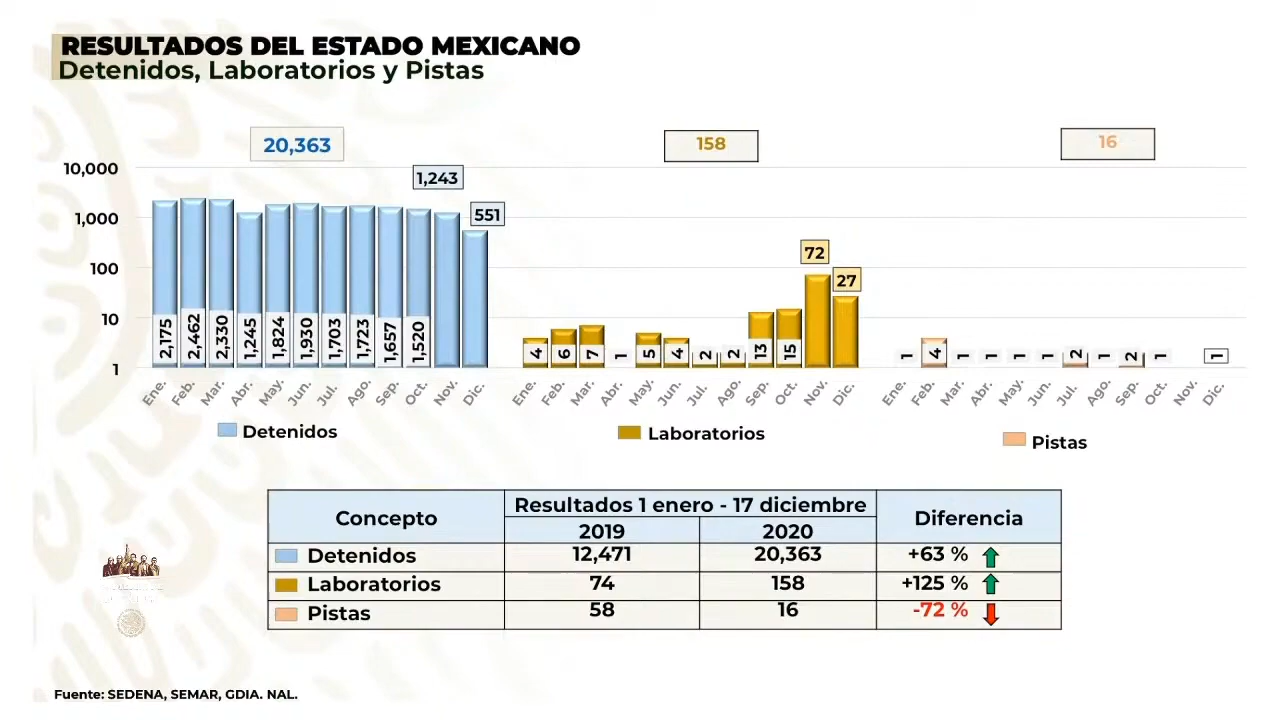 RESULTADOS DEL ESTADO MEXICANO
Detenidos, Laboratorios y Pistas
20,363
158
16
10,000
1,000
100
10
1
2,175
2,462
2,330
1,245
1,824
1,930
1,703
1,723
1,657
1,520
1,243
551
Ene.
Feb.
Mar.
Abr.
May.
Jun.
Jul.
Ago.
Sep.
Oct.
Nov.
Dic.
Detenidos
4
6
7
1
5
4
2
2
13
15
72
27
Ene.
Feb.
Mar.
Abr.
May.
Jun.
Jul.
Ago.
Sep.
Oct.
Nov.
Dic.
Laboratorios
1
4
1
1
1
1
2
1
2
1
1
Ene.
Feb.
Mar.
Abr.
May.
Jun.
Jul.
Ago.
Sep.
Oct.
Nov.
Dic.
Pistas
Concepto Resultados 1 enero - 17 diciembre Diferencia
2019 2020
Detenidos 12,471 20,363 +63 %
Laboratorios 74 158 +125 %
Pistas 58 16 -72 %
Fuente: SEDENA, SEMAR, GDIA. NAL.